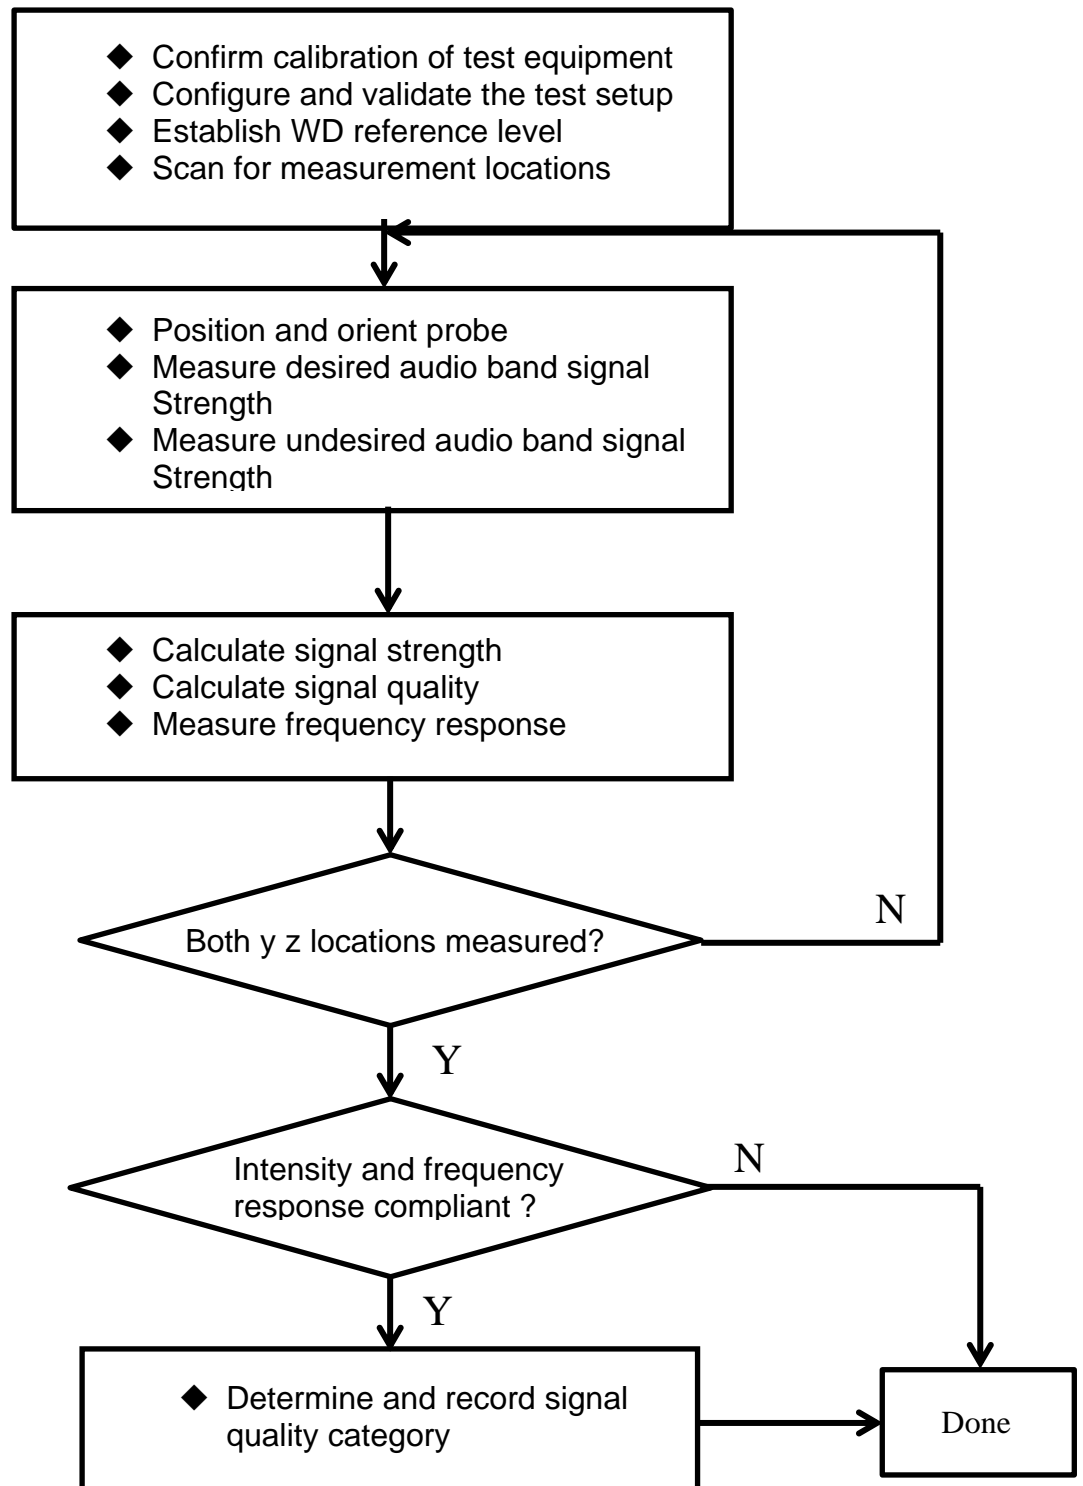 ◆ Confirm calibration of test equipment
◆ Configure and validate the test setup
◆ Establish WD reference level
◆ Scan for measurement locations
◆ Position and orient probe
◆ Measure desired audio band signal
Strength
◆ Measure undesired audio band signal
Strength
◆ Calculate signal strength
◆ Calculate signal quality
◆ Measure frequency response
Both y z locations measured?
N
Y
Intensity and frequency
response compliant ?
N
Y
◆ Determine and record signal
quality category
Done